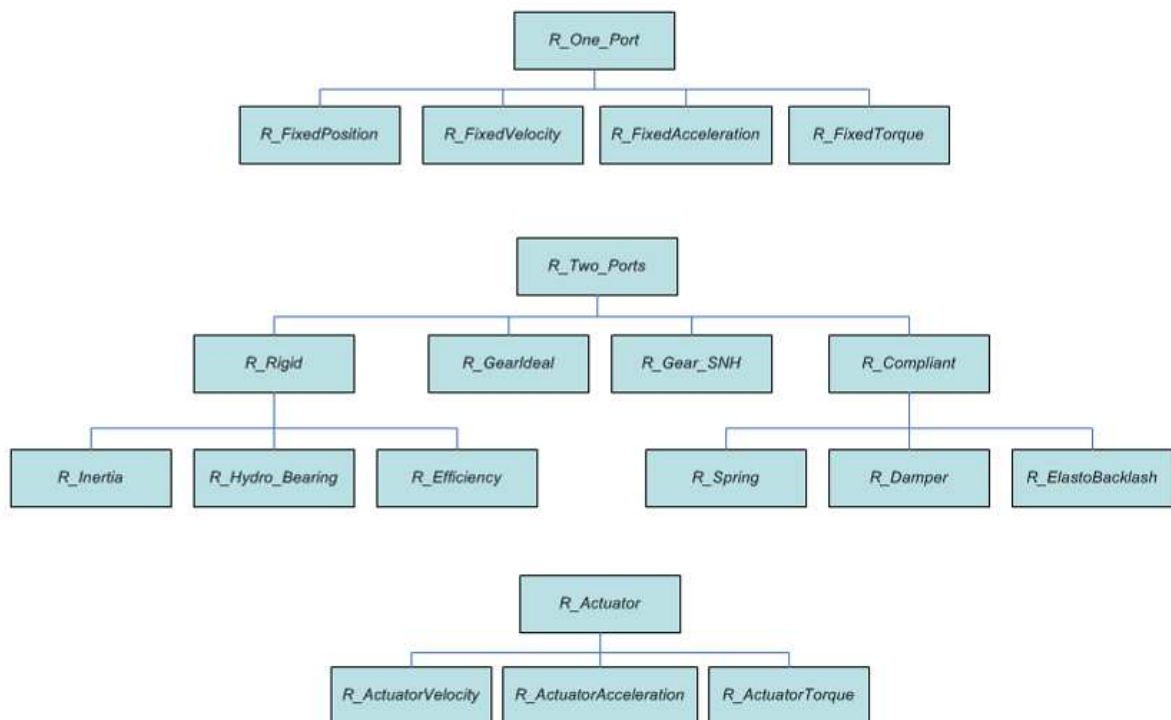 R_One_Port
R_FixedPosition
R_FixedVelocity
R_FixedAcceleration
R_FixedTorque
R_Two_Ports
R_Rigid
R_GearIdeal
R_Gear_SNH
R_Compliant
R_Inertia
R_Hydro_Bearing
R_Efficiency
R_Spring
R_Damper
R_ElastoBacklash
R_Actuator
R_ActuatorVelocity
R_ActuatorAcceleration
R_ActuatorTorque